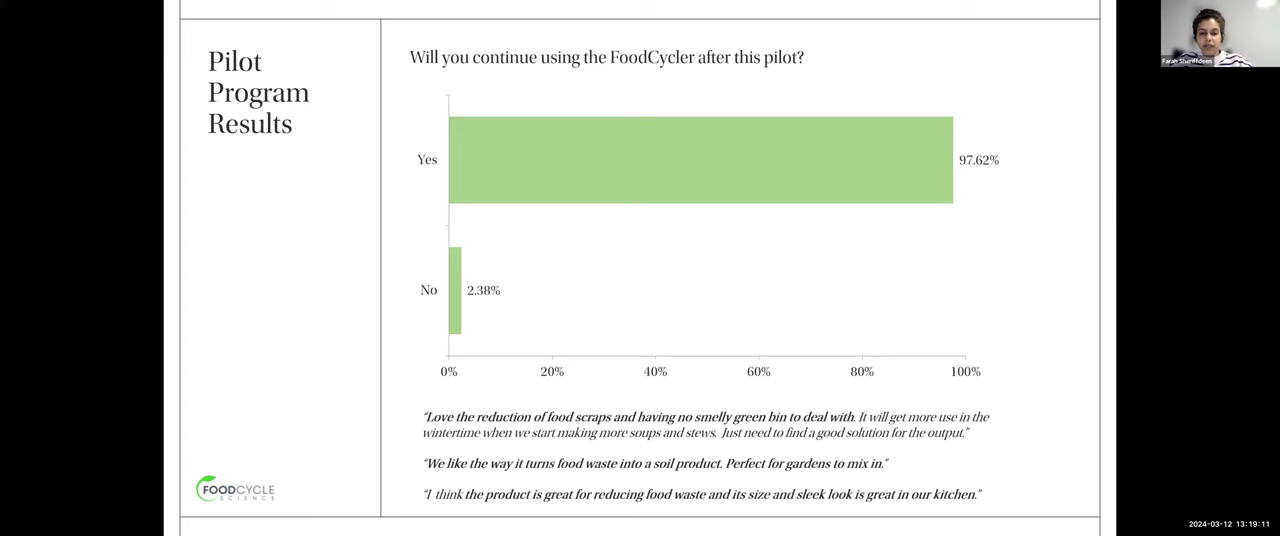 Pilot
Program
Results
Will you continue using the FoodCycler after this pilot?
Yes
97.62%
No
2.38%
0%
20%
40%
60%
80%
100%
“Love the reduction of food scraps and having no smelly green bin to deal with. It will get more use in the
wintertime when we start making more soups and stews. Just need to find a good solution for the output.”
“We like the way it turns food waste into a soil product. Perfect for gardens to mix in.”
“I think the product is great for reducing food waste and its size and sleek look is great in our kitchen.”
FOODCYCLE
SCIENCE
Farah Sheriffdeen
2024-03-12 13:19:11